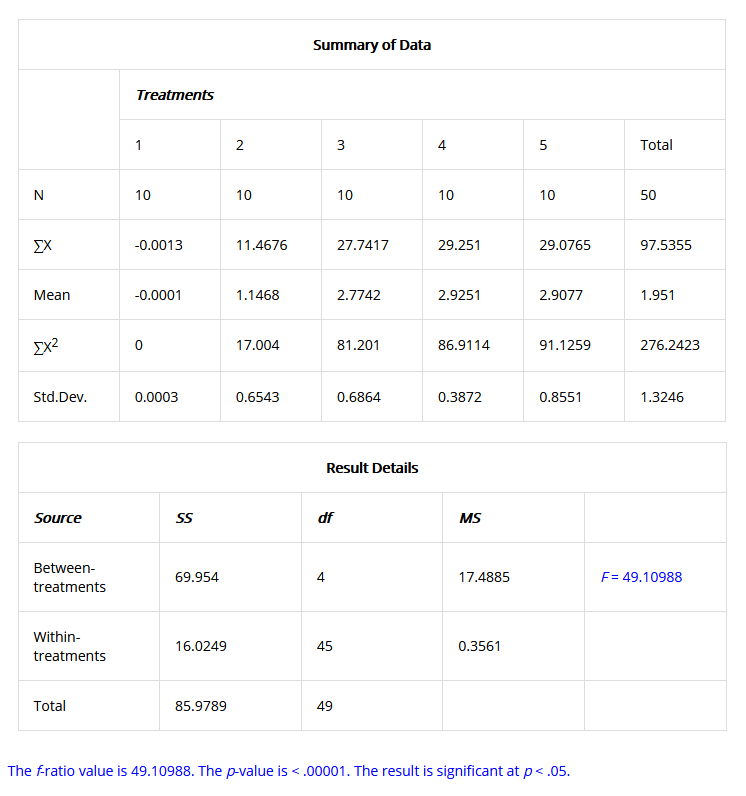 Summary of Data
Treatments
1 2 3 4 5 Total
N 10 10 10 10 10 50
∑X -0.0013 11.4676 27.7417 29.251 29.0765 97.5355
Mean -0.0001 1.1468 2.7742 2.9251 2.9077 1.951
∑X² 0 17.004 81.201 86.9114 91.1259 276.2423
Std.Dev. 0.0003 0.6543 0.6864 0.3872 0.8551 1.3246
Result Details
Source SS df MS
Between-
treatments 69.954 4 17.4885 F = 49.10988
Within-
treatments 16.0249 45 0.3561
Total 85.9789 49
The f-ratio value is 49.10988. The p-value is < .00001. The result is significant at p < .05.